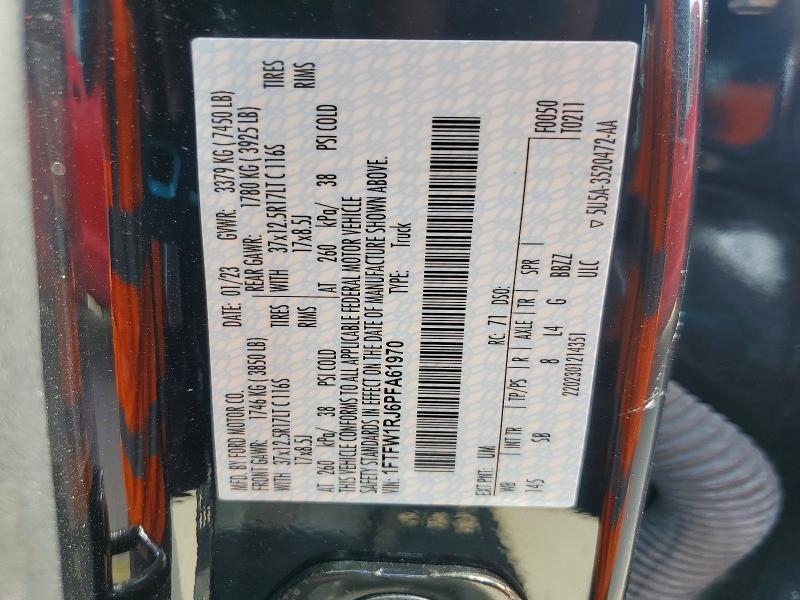 MFD. BY FORD MOTOR CO.
DATE: 01/23 GVWR: 3379 KG ( 7450 LB)
FRONT GAWR: 1746 KG ( 3850 LB) REAR GAWR: 1780 KG ( 3925 LB)
WITH 37x12.5R17LT C 116S TIRES WITH 37x12.5R17LT C 116S TIRES
17x8.5J RIMS 17x8.5J RIMS
AT 260 kPa/ 38 PSI COLD AT 260 kPa/ 38 PSI COLD
THIS VEHICLE CONFORMS TO ALL APPLICABLE FEDERAL MOTOR VEHICLE
SAFETY STANDARDS IN EFFECT ON THE DATE OF MANUFACTURE SHOWN ABOVE.
VIN: 1FTFW1RJ6PFA61970 TYPE: Truck
EXT PNT: UM RC: 71 DSO: F0050
WB INT TR TP/PS R AXLE TR SPR T0211
145 SB 8 L4 G BBZZ
2202301214351 ULC
▽ 5U5A-3520472-AA